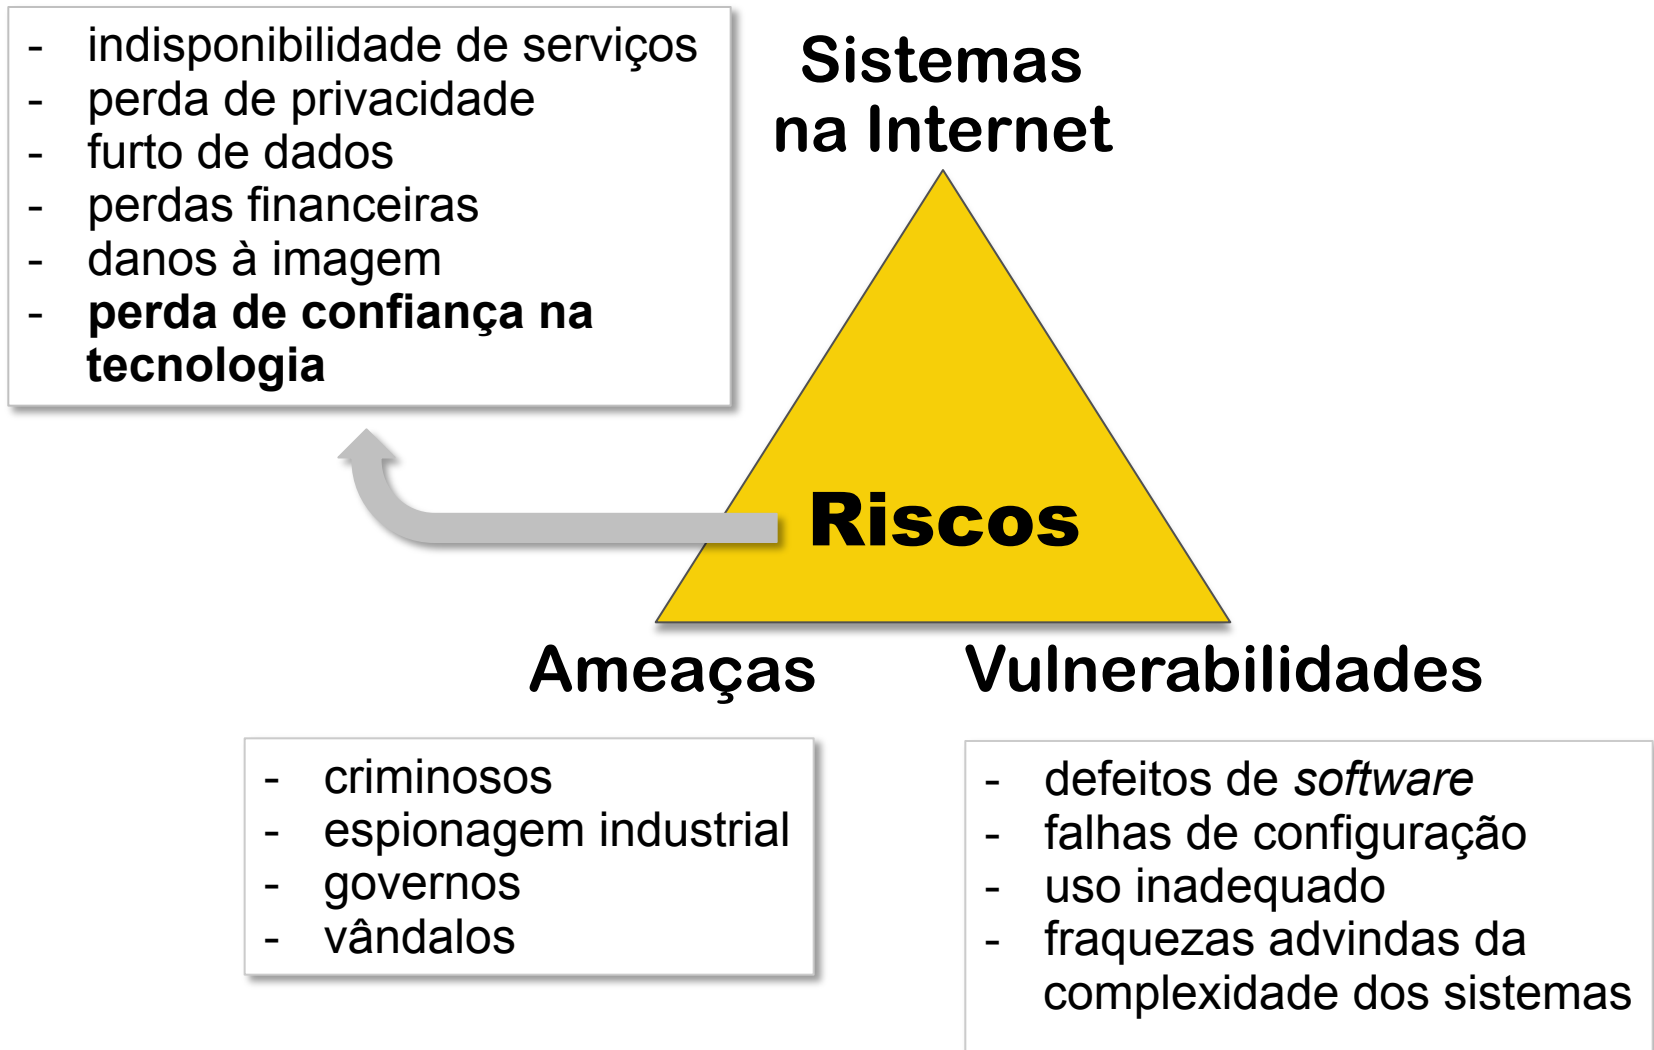 - indisponibilidade de serviços
- perda de privacidade
- furto de dados
- perdas financeiras
- danos à imagem
- perda de confiança na
tecnologia
Sistemas
na Internet
Riscos
Ameaças
- criminosos
- espionagem industrial
- governos
- vândalos
Vulnerabilidades
- defeitos de software
- falhas de configuração
- uso inadequado
- fraquezas advindas da
complexidade dos sistemas